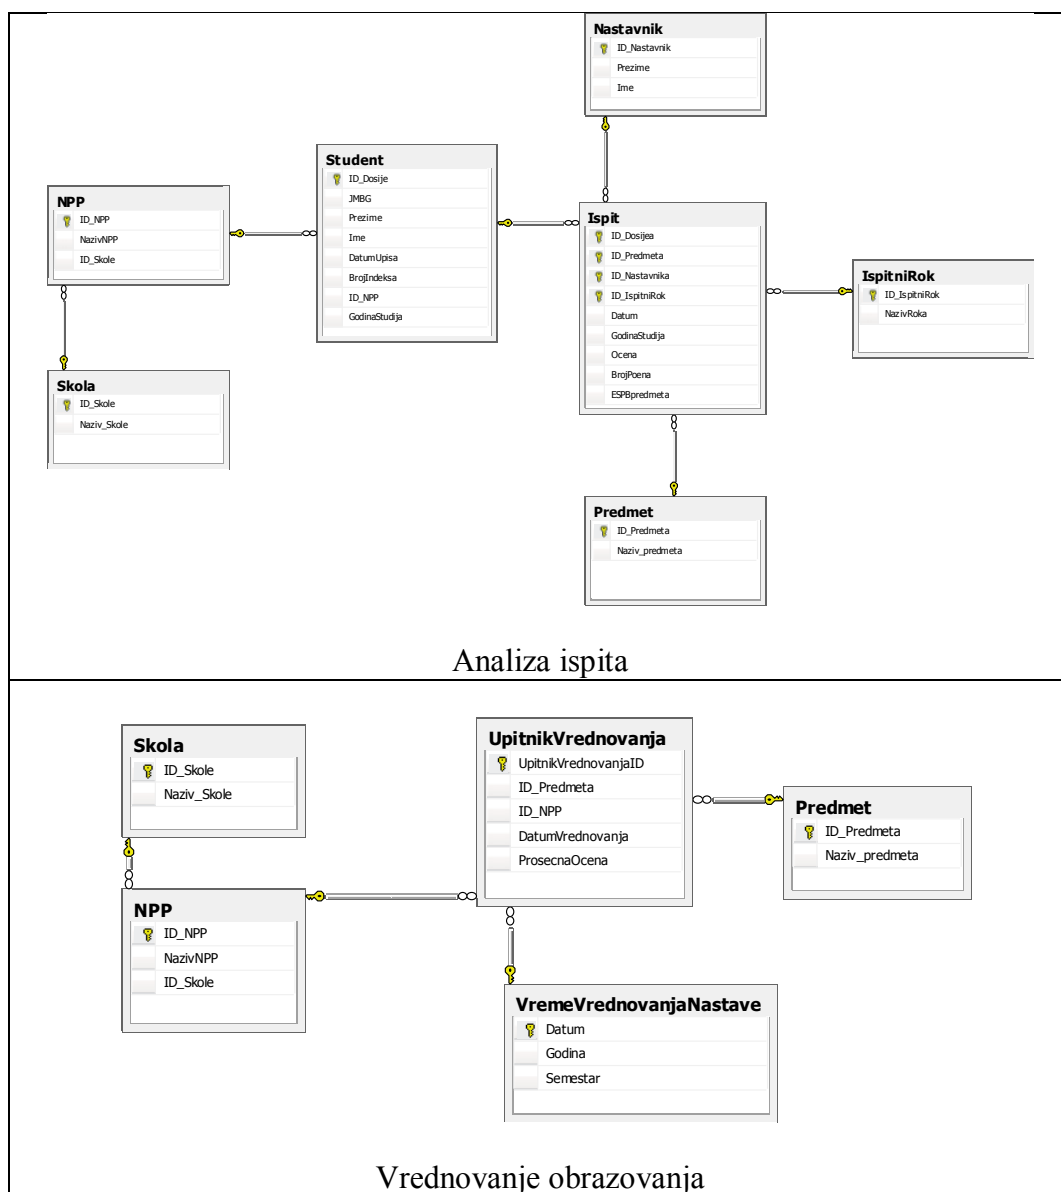 Nastavnik
ID_Nastavnik
Prezime
Ime
Student
ID_Dosije
JMBG
Prezime
Ime
DatumUpisa
BrojIndeksa
ID_NPP
GodinaStudija
NPP
ID_NPP
NazivNPP
ID_Skole
Ispit
ID_Dosijea
ID_Predmeta
ID_Nastavnika
ID_IspitniRok
Datum
GodinaStudija
Ocena
BrojPoena
ESPBpredmeta
IspitniRok
ID_IspitniRok
NazivRoka
Skola
ID_Skole
Naziv_Skole
Predmet
ID_Predmeta
Naziv_predmeta
Analiza ispita
Skola
ID_Skole
Naziv_Skole
UpitnikVrednovanja
UpitnikVrednovanjaID
ID_Predmeta
ID_NPP
DatumVrednovanja
ProsecnaOcena
Predmet
ID_Predmeta
Naziv_predmeta
NPP
ID_NPP
NazivNPP
ID_Skole
VremeVrednovanjaNastave
Datum
Godina
Semestar
Vrednovanje obrazovanja